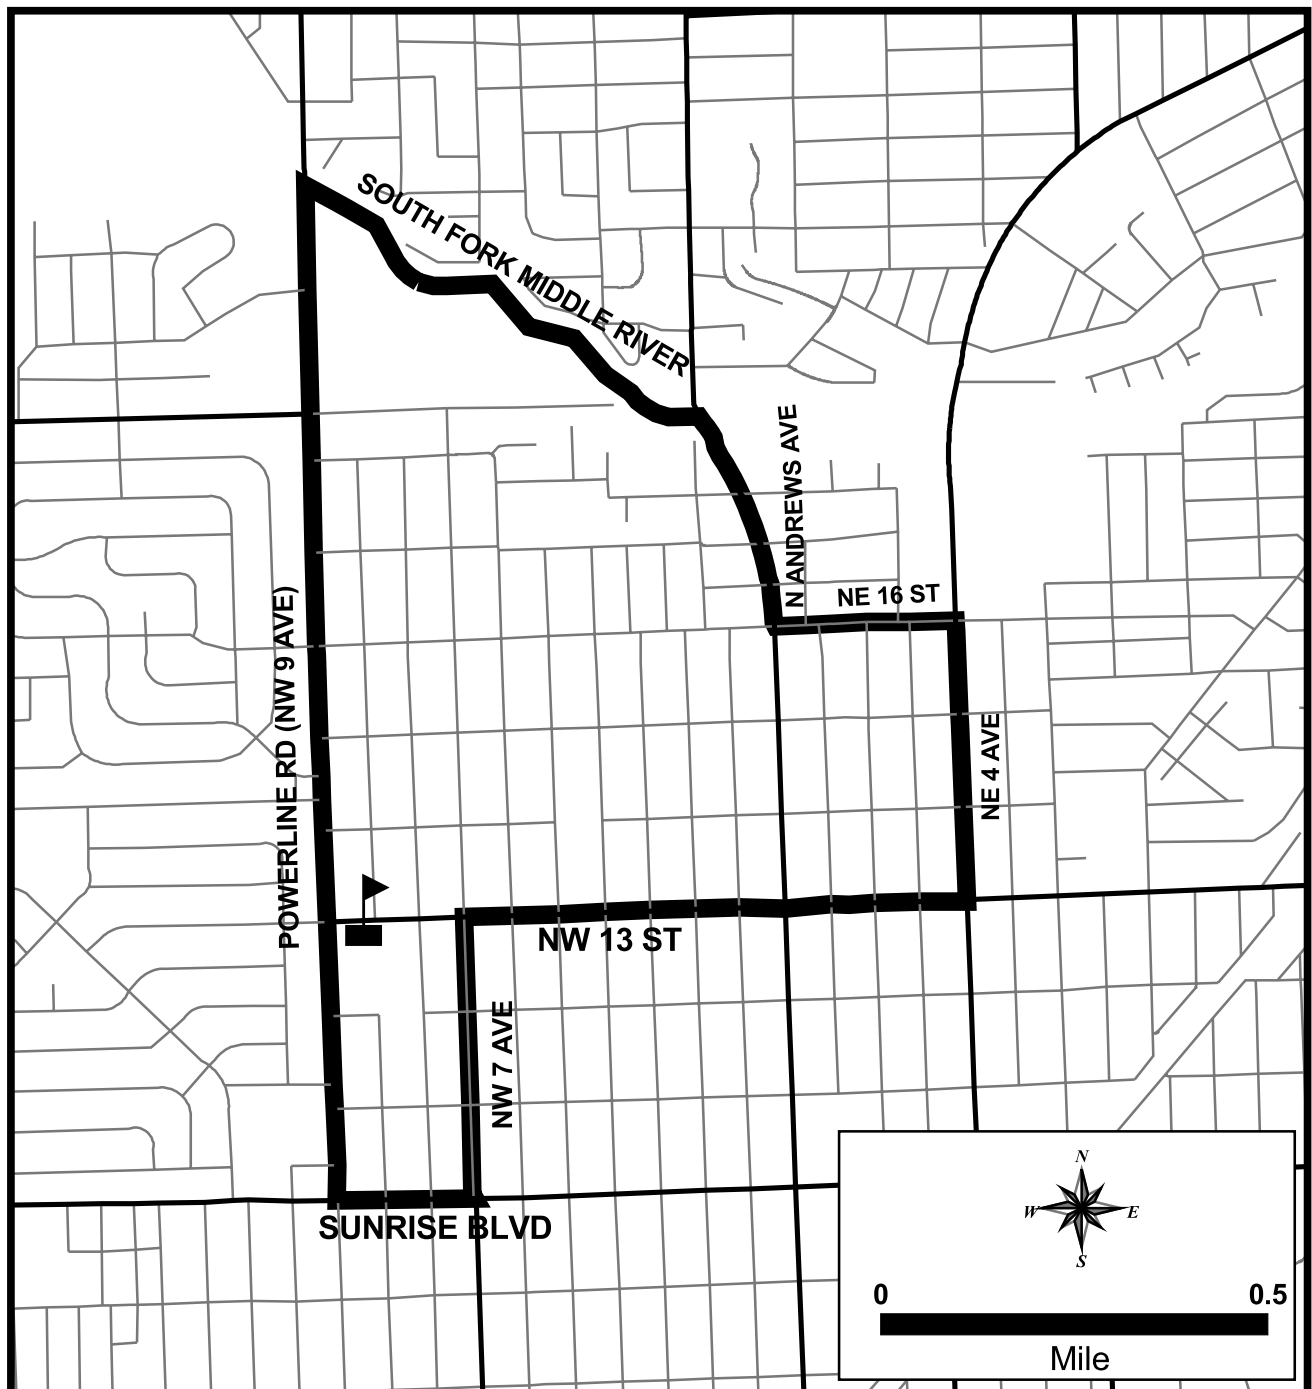 SOUTH FORK MIDDLE RIVER
N ANDREWS AVE
NE 16 ST
POWERLINE RD (NW 9 AVE)
NE 4 AVE
NW 13 ST
NW 7 AVE
SUNRISE BLVD
N
W E
S
0 0.5
Mile